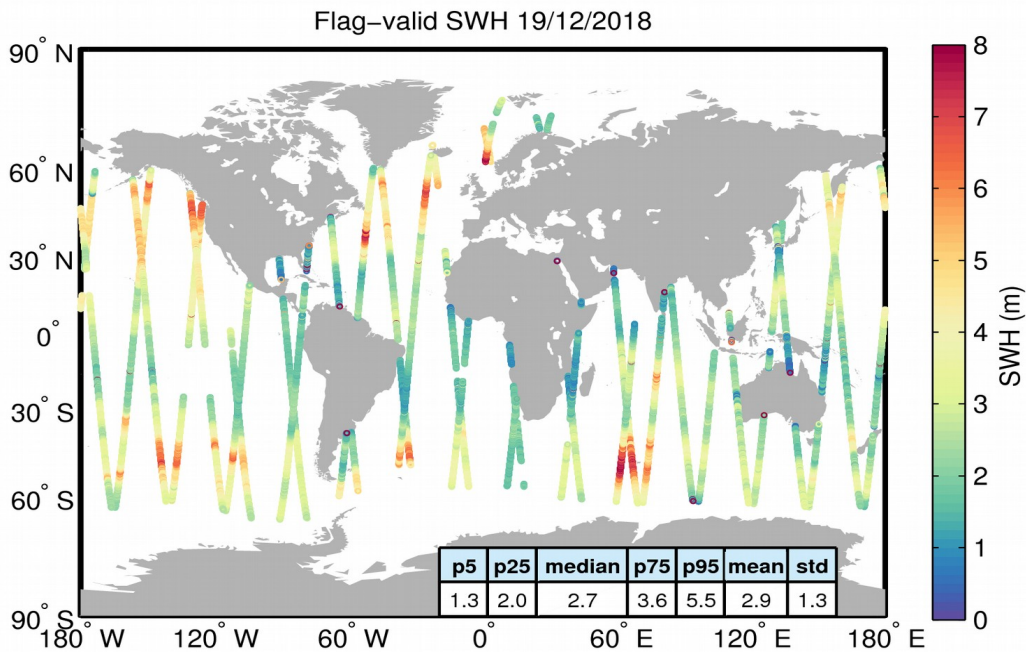 Flag−valid SWH 19/12/2018
90° N
60° N
30° N
0°
30° S
60° S
90° S
180° W
120° W
60° W
0°
60° E
120° E
180° E
p5 p25 median p75 p95 mean std
1.3 2.0 2.7 3.6 5.5 2.9 1.3
8
7
6
5
4
3
2
1
0
SWH (m)